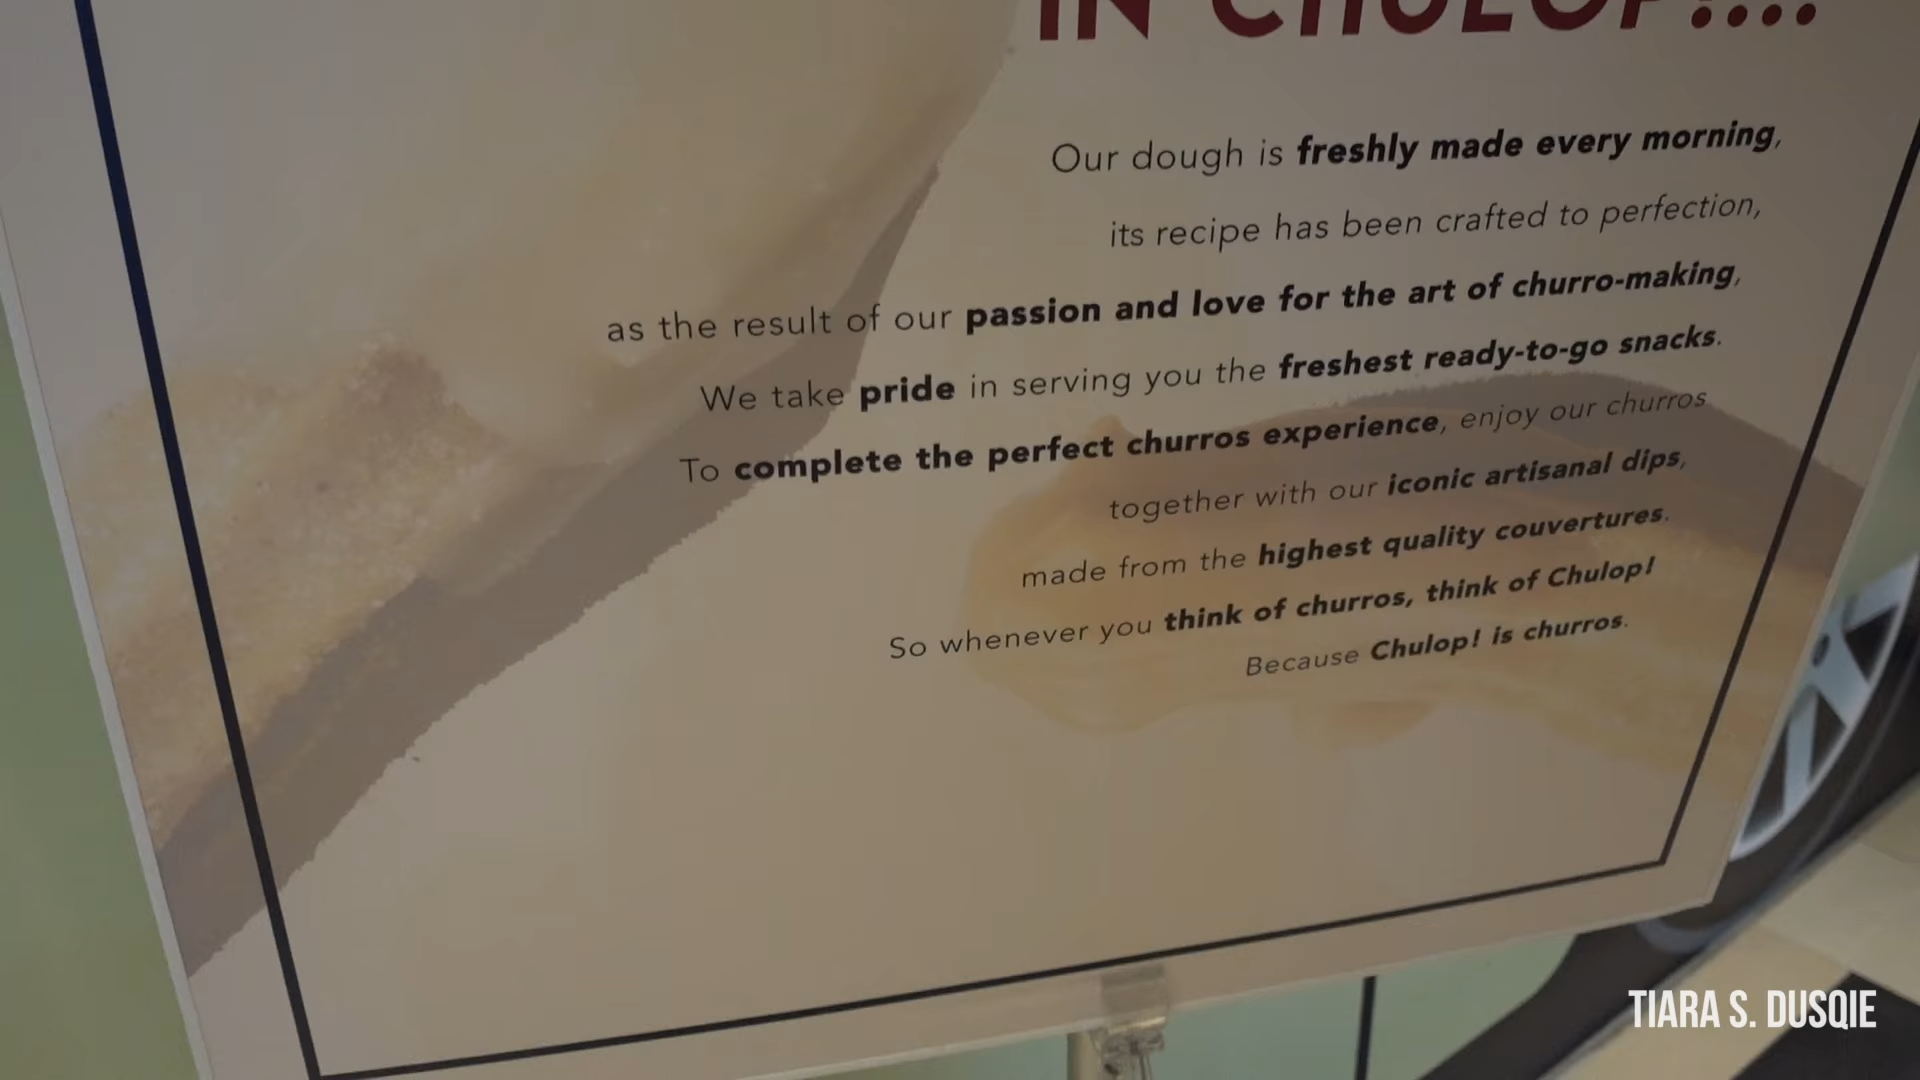 IN CHULOP!....
Our dough is freshly made every morning,
its recipe has been crafted to perfection,
as the result of our passion and love for the art of churro-making,
We take pride in serving you the freshest ready-to-go snacks.
To complete the perfect churros experience, enjoy our churros
together with our iconic artisanal dips,
made from the highest quality couvertures.
So whenever you think of churros, think of Chulop!
Because Chulop! is churros.
TIARA S. DUSQIE